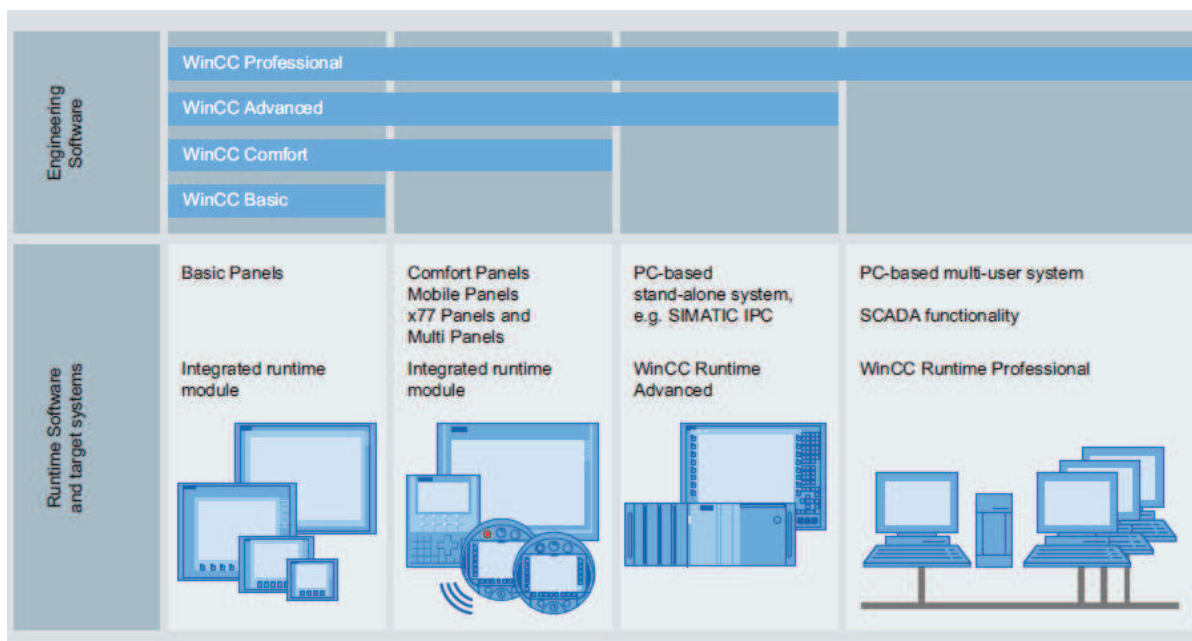 Engineering
Software
WinCC Professional
WinCC Advanced
WinCC Comfort
WinCC Basic
Runtime Software
and target systems
Basic Panels
Integrated runtime
module
Comfort Panels
Mobile Panels
x77 Panels and
Multi Panels
Integrated runtime
module
PC-based
stand-alone system,
e.g. SIMATIC IPC
WinCC Runtime
Advanced
PC-based multi-user system
SCADA functionality
WinCC Runtime Professional